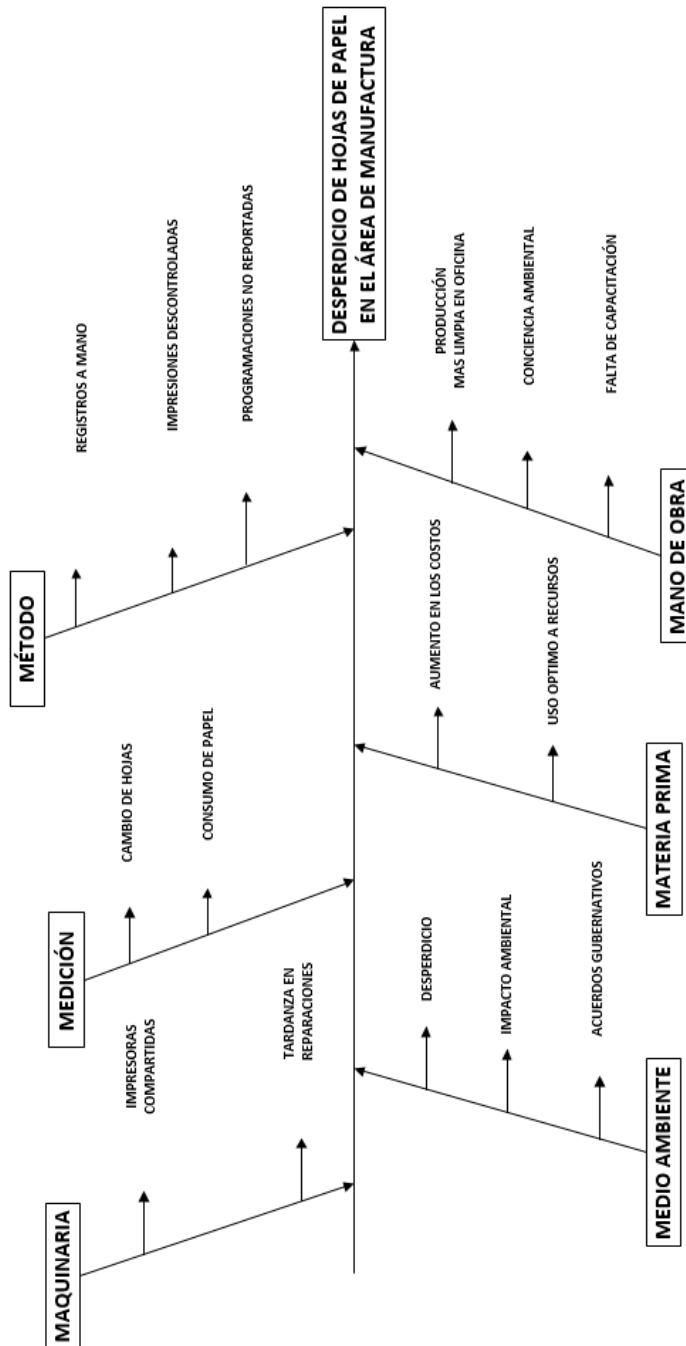 MAQUINARIA
IMPRESORAS
COMPARTIDAS
TARDANZA EN
REPARACIONES
MEDICIÓN
CAMBIO DE HOJAS
CONSUMO DE PAPEL
MÉTODO
REGISTROS A MANO
IMPRESIONES DESCONTROLADAS
PROGRAMACIONES NO REPORTADAS
DESPERDICIO DE HOJAS DE PAPEL
EN EL ÁREA DE MANUFACTURA
MEDIO AMBIENTE
DESPERDICIO
IMPACTO AMBIENTAL
ACUERDOS GUBERNATIVOS
MATERIA PRIMA
AUMENTO EN LOS COSTOS
USO OPTIMO A RECURSOS
MANO DE OBRA
PRODUCCIÓN
MAS LIMPIA EN OFICINA
CONCIENCIA AMBIENTAL
FALTA DE CAPACITACIÓN